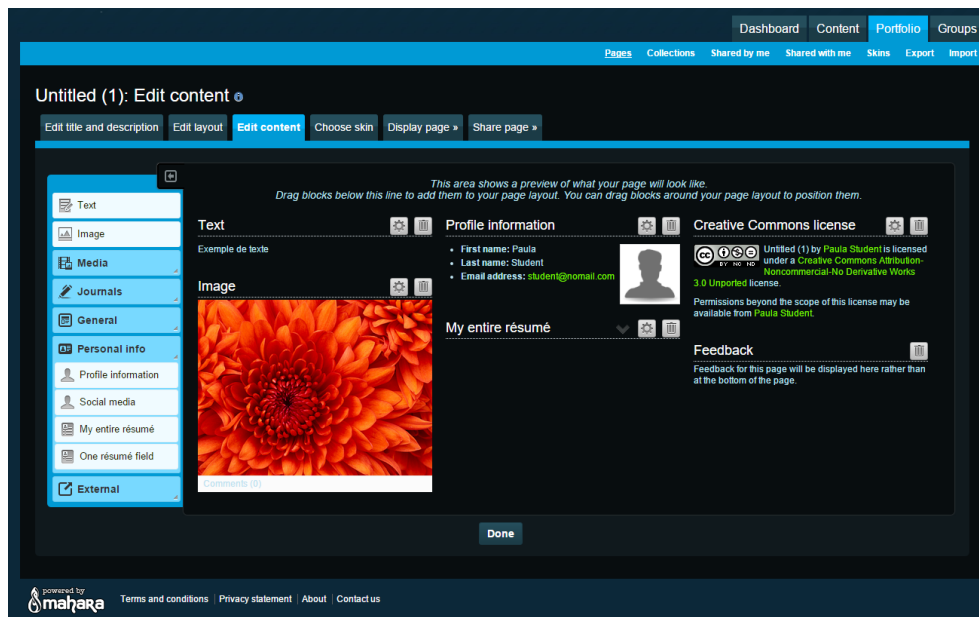 Dashboard Content Portfolio Groups
Pages Collections Shared by me Shared with me Skins Export Import
Untitled (1): Edit content
Edit title and description Edit layout Edit content Choose skin Display page » Share page »
This area shows a preview of what your page will look like.
Drag blocks below this line to add them to your page layout. You can drag blocks around your page layout to position them.
Text
Image
Media
Journals
General
Personal info
Profile information
Social media
My entire résumé
One résumé field
External
Text
Exemple de texte
Image
Comments (0)
Profile information
First name: Paula
Last name: Student
Email address: student@nomail.com
My entire résumé
Creative Commons license
cc BY NC ND
Untitled (1) by Paula Student is licensed
under a Creative Commons Attribution-
Noncommercial-No Derivative Works
3.0 Unported license.
Permissions beyond the scope of this license may be
available from Paula Student.
Feedback
Feedback for this page will be displayed here rather than
at the bottom of the page.
Done
powered by
mahara
Terms and conditions Privacy statement About Contact us